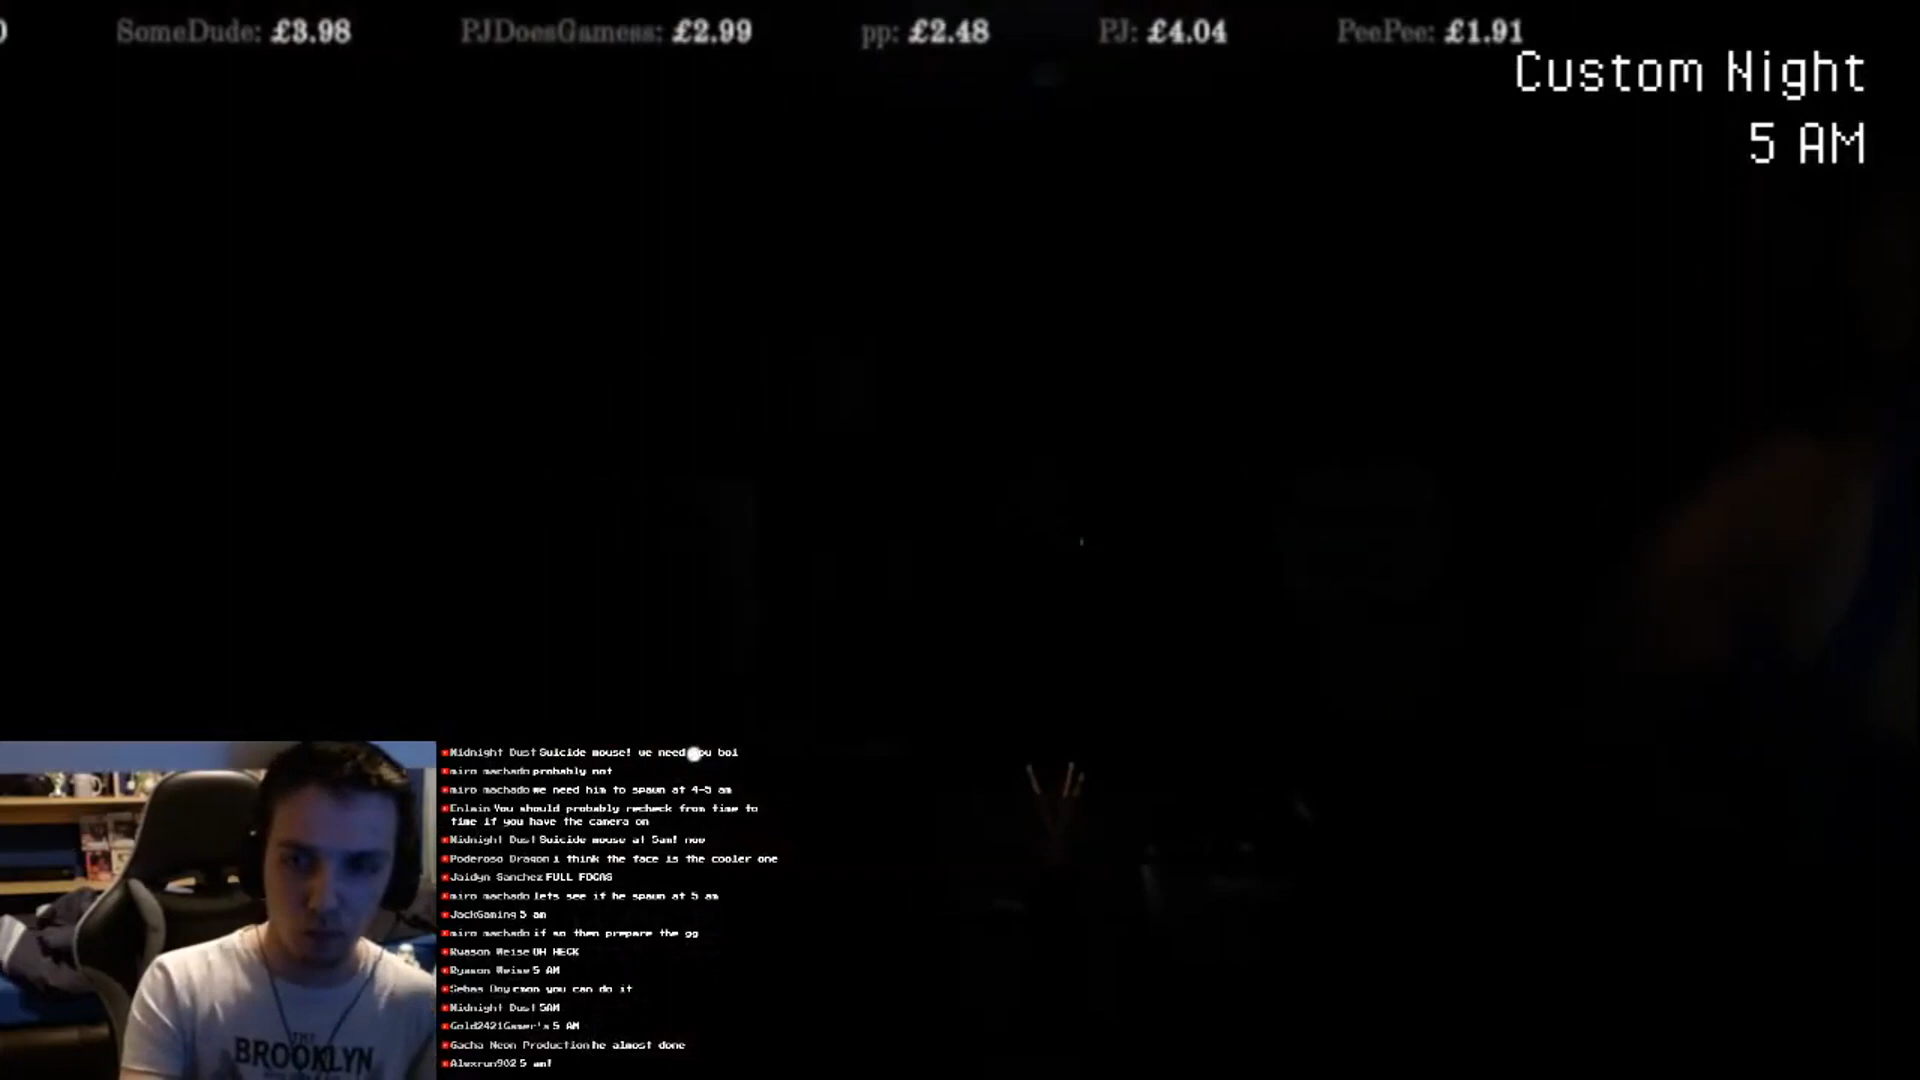 SomeDude: £3.98 PJDoesGamess: £2.99 pp: £2.48 PJ: £4.04 PeePee: £1.91
Custom Night
5 AM
Midnight Dust Suicide mouse! we need you boi
miro machado probably not
miro machado we need him to spawn at 4-5 am
Enlain You should probably recheck from time to
time if you have the camera on
Midnight Dust Suicide mouse at 5am! now
Poderoso Dragon i think the face is the cooler one
Jaidyn Sanchez FULL FOCAS
miro machado lets see if he spawn at 5 am
JackGaming 5 am
miro machado if so then prepare the gg
Ryason Weise OH HECK
Ryason Weise 5 AM
Sebas Doy cmon you can do it
Midnight Dust 5AM
Gold2421Gamer's 5 AM
Gacha Neon Production he almost done
Alexrun902 5 am!
THE
BROOKLYN